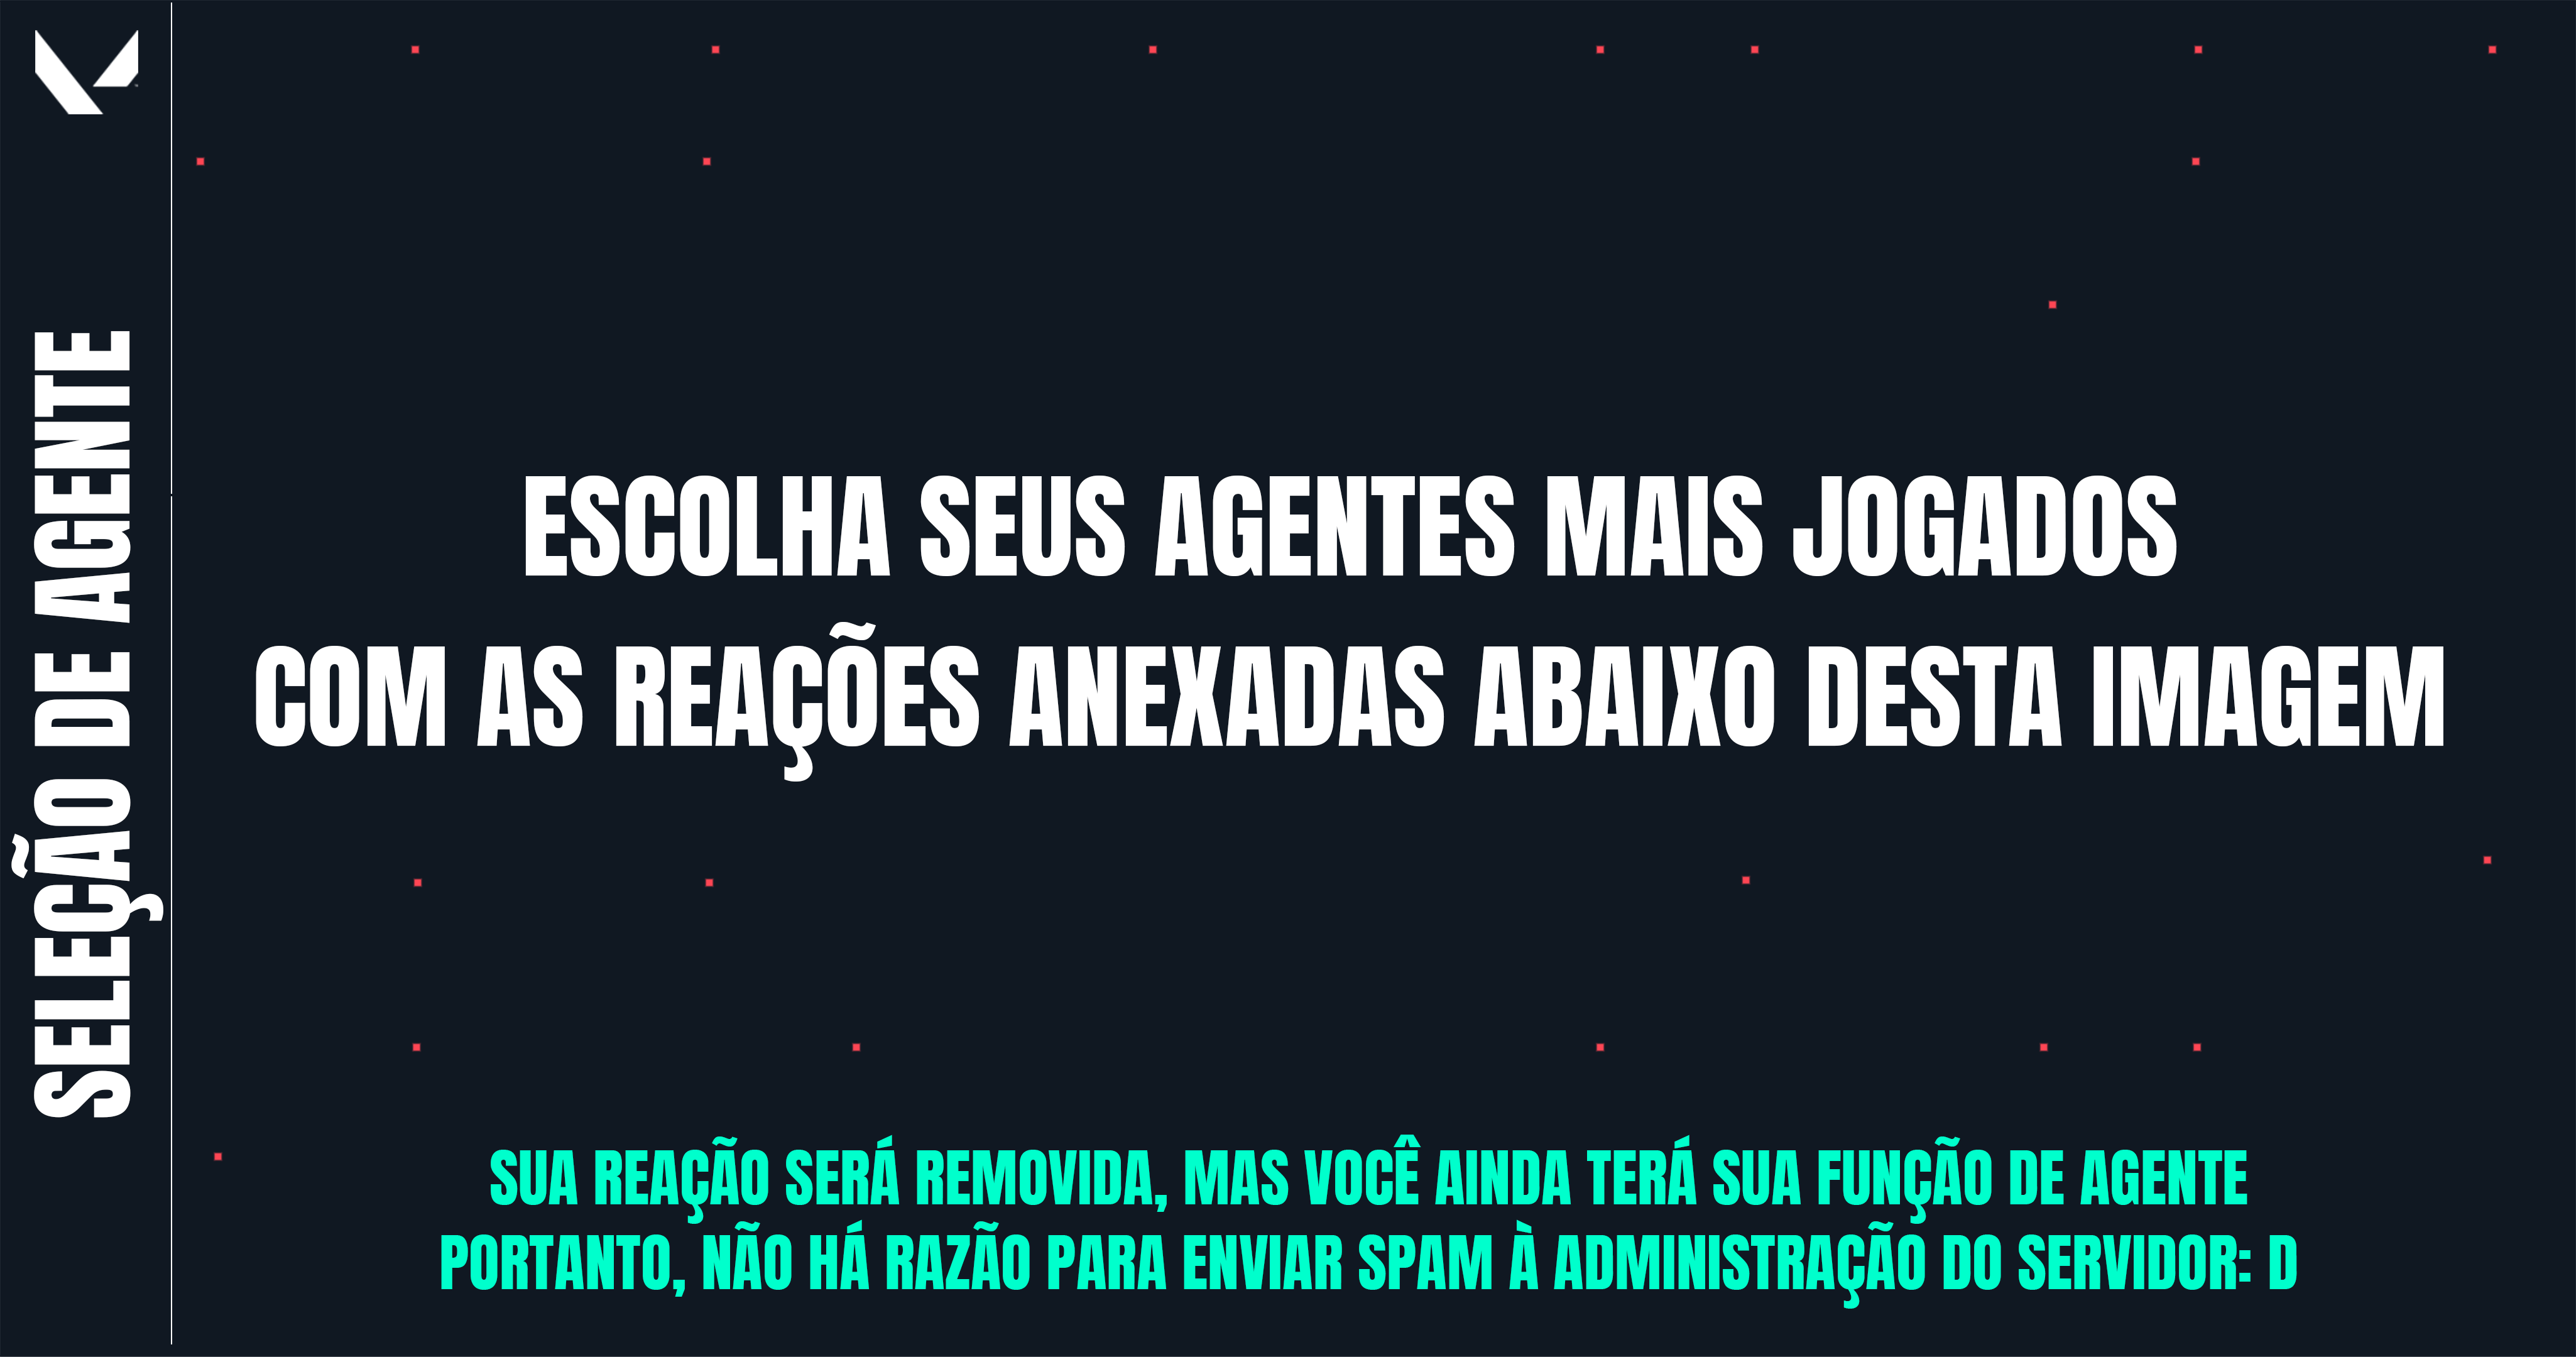 SELEÇÃO DE AGENTE
ESCOLHA SEUS AGENTES MAIS JOGADOS
COM AS REAÇÕES ANEXADAS ABAIXO DESTA IMAGEM
SUA REAÇÃO SERÁ REMOVIDA, MAS VOCÊ AINDA TERÁ SUA FUNÇÃO DE AGENTE
PORTANTO, NÃO HÁ RAZÃO PARA ENVIAR SPAM À ADMINISTRAÇÃO DO SERVIDOR: D